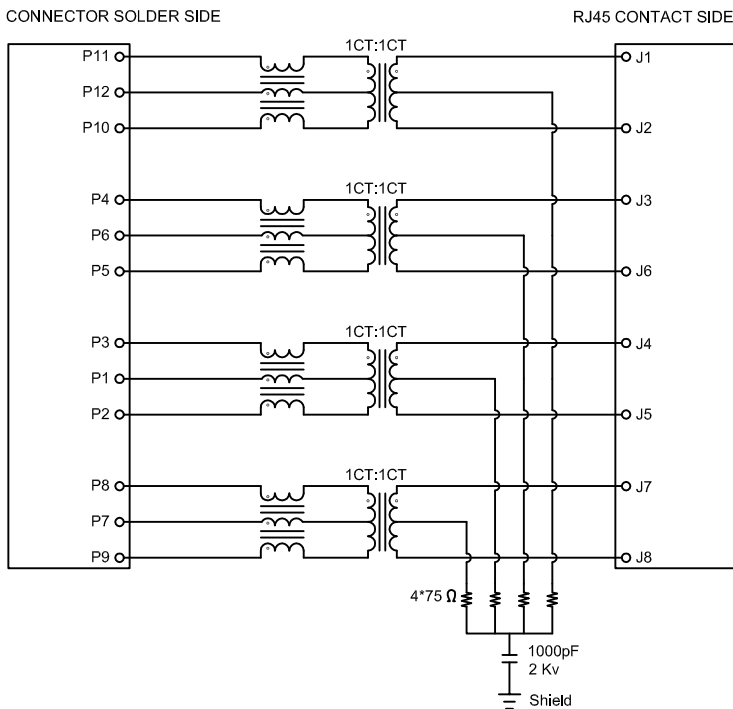 CONNECTOR SOLDER SIDE
RJ45 CONTACT SIDE
1CT:1CT
P11
J1
P12
P10
J2
1CT:1CT
P4
J3
P6
P5
J6
1CT:1CT
P3
J4
P1
P2
J5
1CT:1CT
P8
J7
P7
P9
J8
4*75 Ω
1000pF
2 Kv
Shield